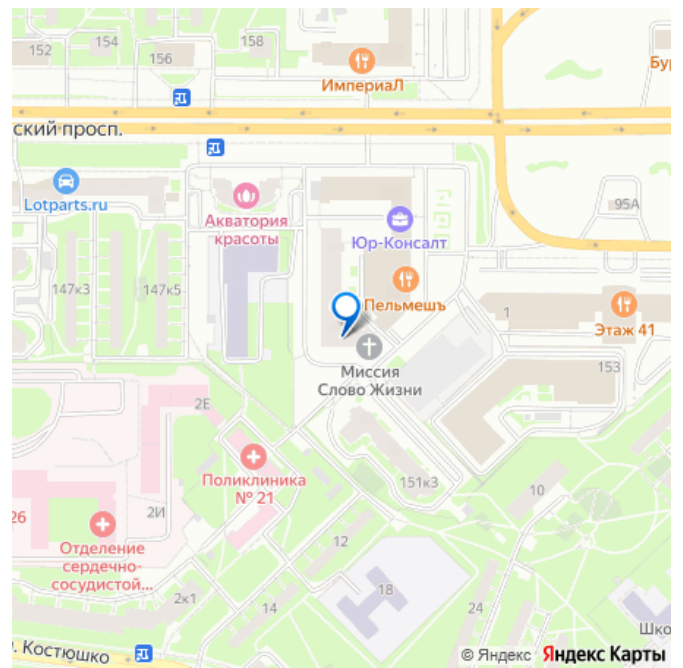 152
154
158
156
ИмпериаЛ
Бур
ский просп.
Lotparts.ru
Акватория
красоты
95А
Юр-Консалт
147к3
147к5
Пельмешъ
1
Этаж 41
Миссия
Слово Жизни
153
2Е
Поликлиника
№ 21
151к3
10
26
2И
Отделение
сердечно-
сосудистой...
12
18
2к1
14
24
Шко
. Костюшко
© Яндекс Яндекс Карты